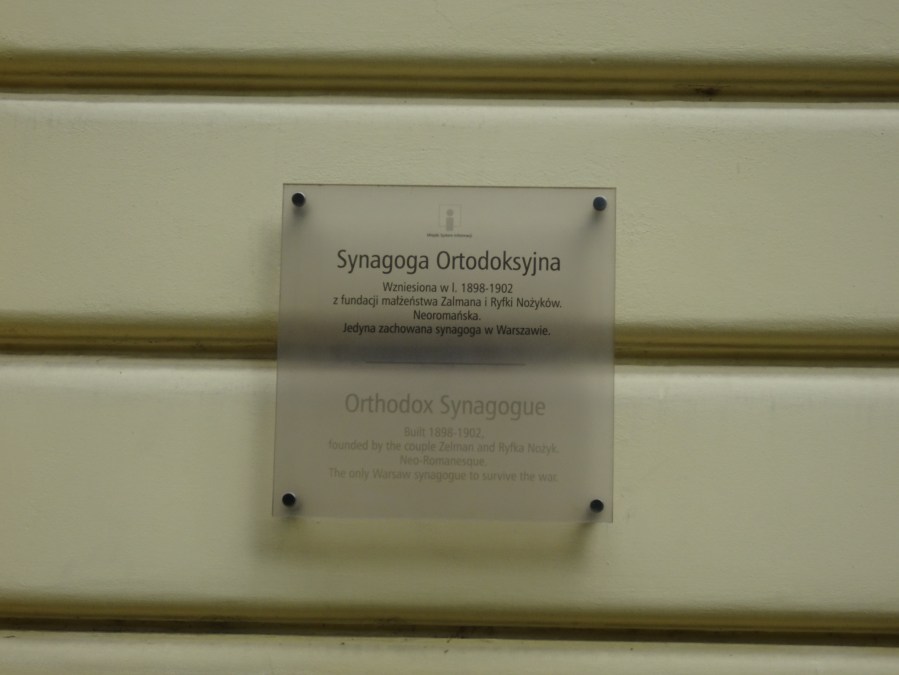 Synagoga Ortodoksyjna
Wzniesiona w l. 1898-1902
z fundacji małżeństwa Zalmana i Ryfki Nożyków.
Neoromańska.
Jedyna zachowana synagoga w Warszawie.
Orthodox Synagogue
Built 1898-1902,
founded by the couple Zelman and Ryfka Nożyk.
Neo-Romanesque.
The only Warsaw synagogue to survive the war.